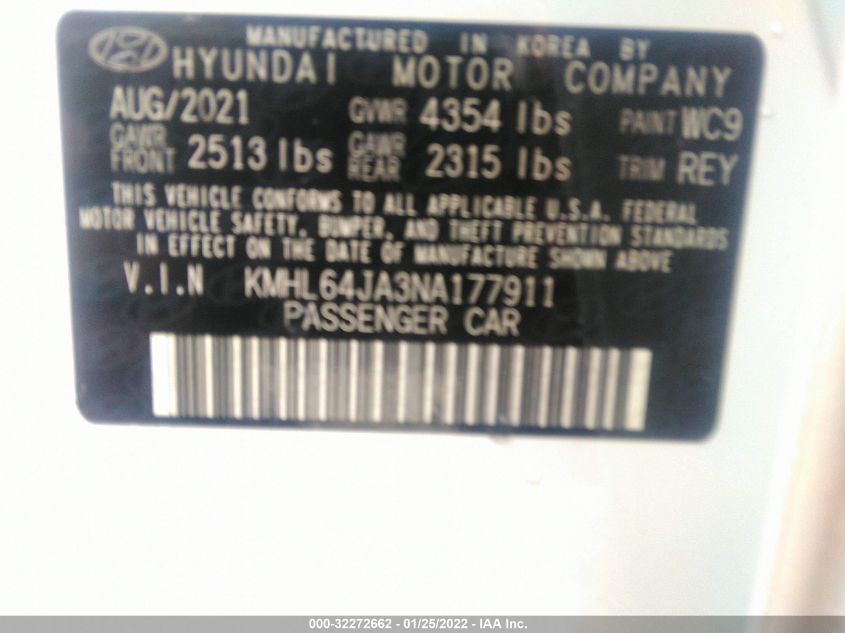 MANUFACTURED IN KOREA BY
HYUNDAI MOTOR COMPANY
AUG/2021 GVWR 4354 lbs PAINT WC9
GAWR FRONT 2513 lbs GAWR REAR 2315 lbs TRIM REY
THIS VEHICLE CONFORMS TO ALL APPLICABLE U.S.A. FEDERAL
MOTOR VEHICLE SAFETY, BUMPER, AND THEFT PREVENTION STANDARDS
IN EFFECT ON THE DATE OF MANUFACTURE SHOWN ABOVE.
V.I.N KMHL64JA3NA177911
PASSENGER CAR
000-32272662 - 01/25/2022 - IAA Inc.